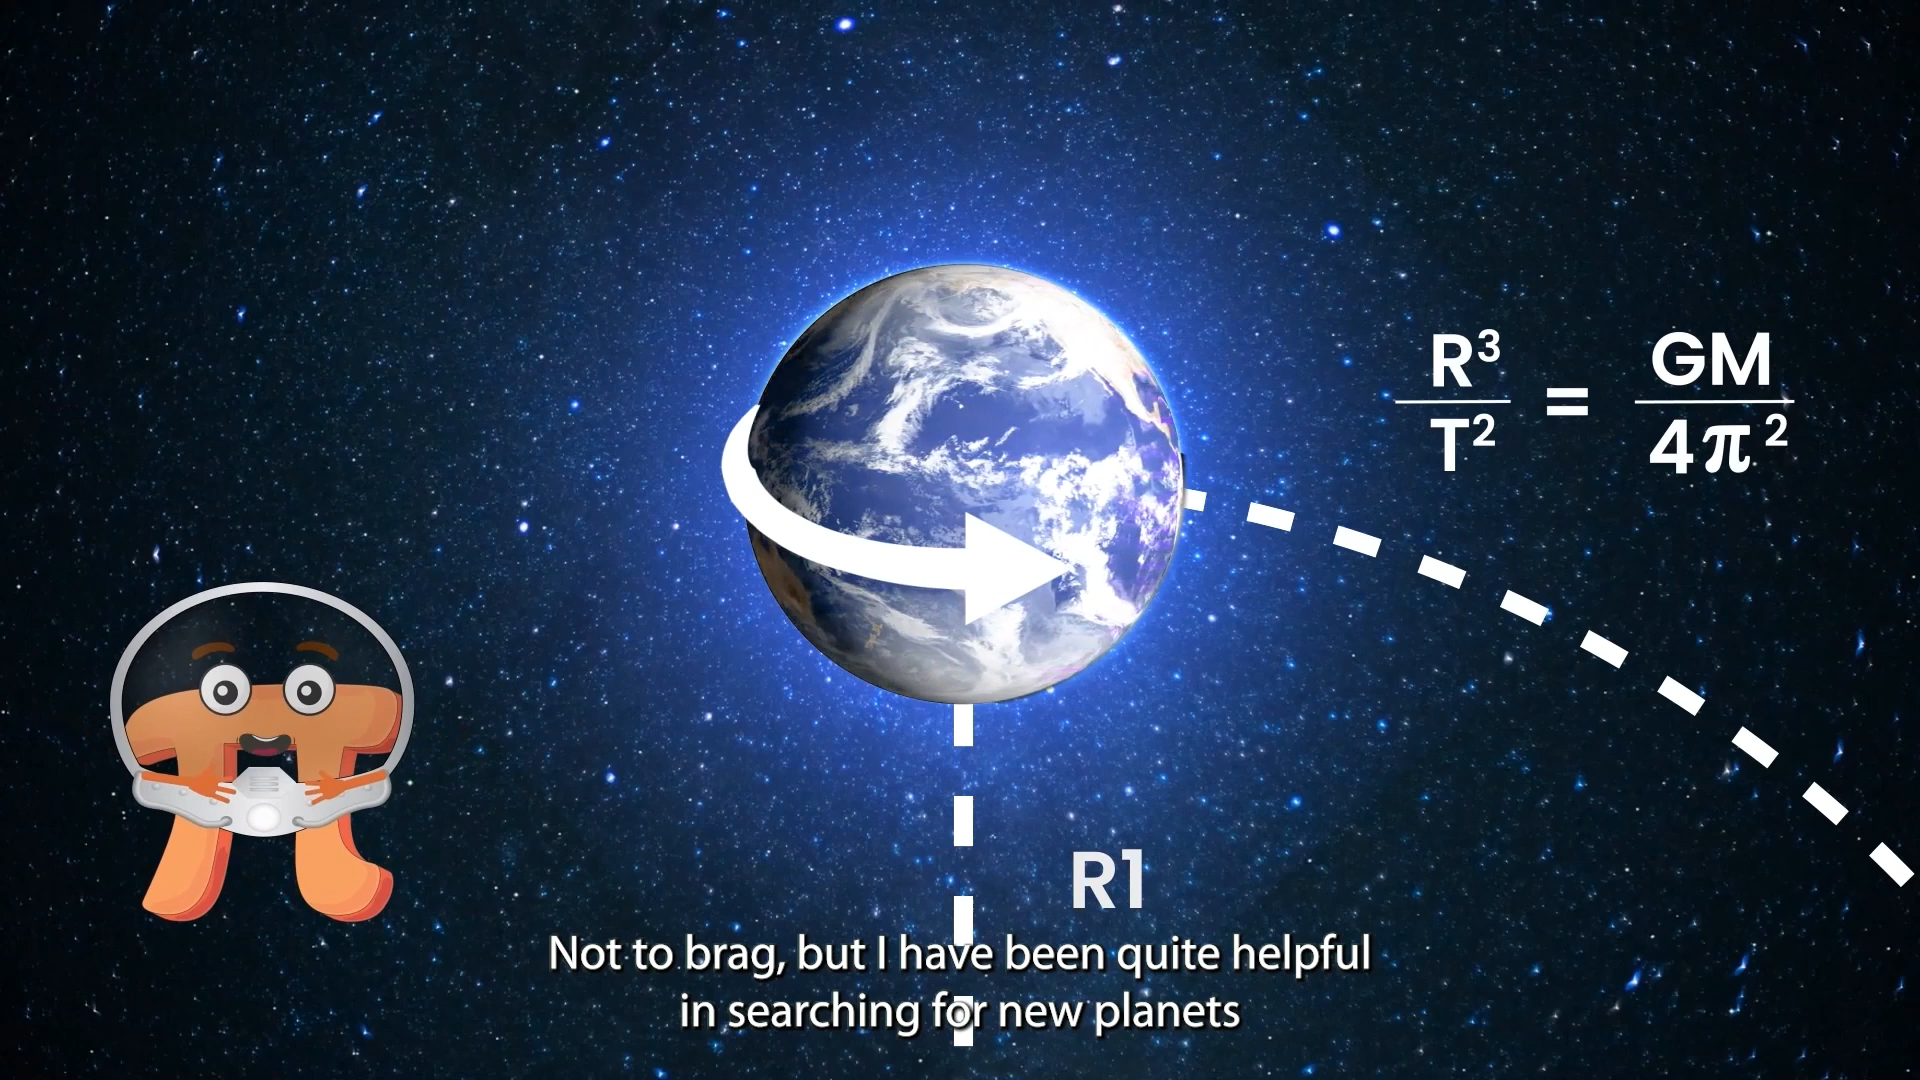 R³/T² = GM/4π²
R1
Not to brag, but I have been quite helpful
in searching for new planets